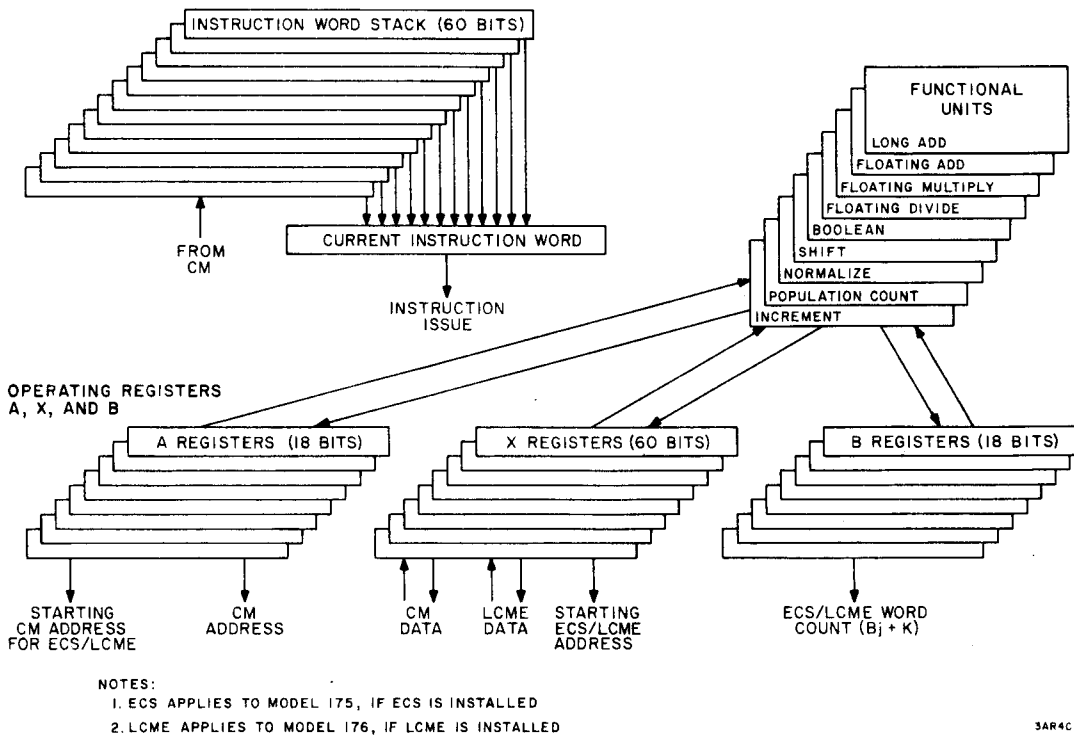 INSTRUCTION WORD STACK (60 BITS)
FUNCTIONAL
UNITS
LONG ADD
FLOATING ADD
FLOATING MULTIPLY
FLOATING DIVIDE
BOOLEAN
SHIFT
NORMALIZE
POPULATION COUNT
INCREMENT
FROM
CM
CURRENT INSTRUCTION WORD
INSTRUCTION
ISSUE
OPERATING REGISTERS
A, X, AND B
A REGISTERS (18 BITS)
X REGISTERS (60 BITS)
B REGISTERS (18 BITS)
STARTING
CM ADDRESS
FOR ECS/LCME
CM
ADDRESS
CM
DATA
LCME
DATA
STARTING
ECS/LCME
ADDRESS
ECS/LCME WORD
COUNT (Bj + K)
NOTES:
1. ECS APPLIES TO MODEL 175, IF ECS IS INSTALLED
2. LCME APPLIES TO MODEL 176, IF LCME IS INSTALLED
3AR4C